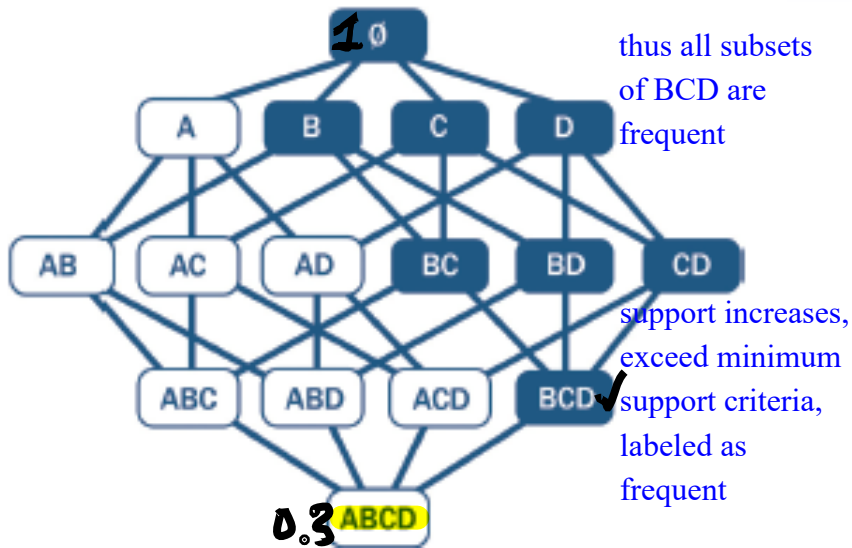 1 Ø
thus all subsets
of BCD are
frequent
A B C D
AB AC AD BC BD CD
support increases,
exceed minimum
support criteria,
labeled as
frequent
ABC ABD ACD BCD ✓
0.3 ABCD